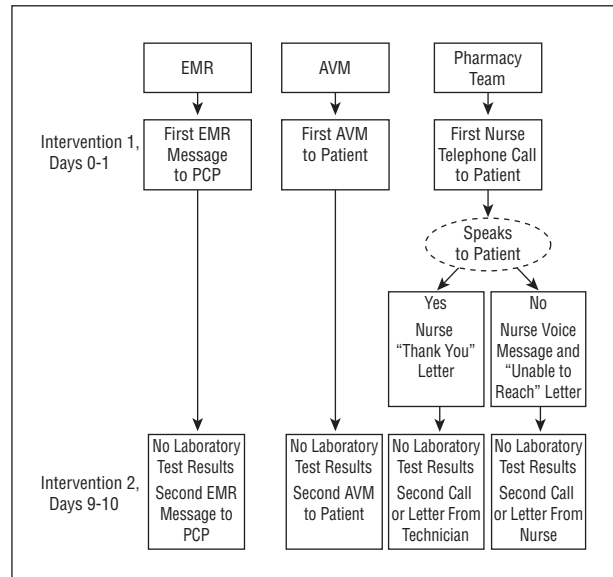 EMR
AVM
Pharmacy
Team
Intervention 1,
Days 0-1
First EMR
Message
to PCP
First AVM
to Patient
First Nurse
Telephone Call
to Patient
Speaks
to Patient
Yes
Nurse
“Thank You”
Letter
No
Nurse Voice
Message and
“Unable to
Reach” Letter
Intervention 2,
Days 9-10
No Laboratory
Test Results
Second EMR
Message to
PCP
No Laboratory
Test Results
Second AVM
to Patient
No Laboratory
Test Results
Second Call
or Letter From
Technician
No Laboratory
Test Results
Second Call
or Letter From
Nurse